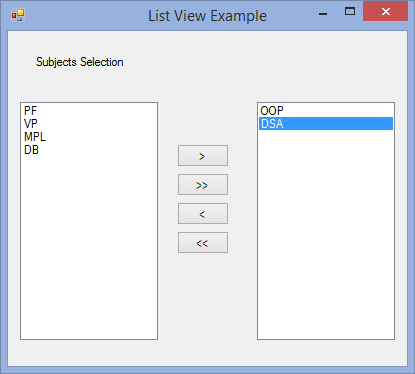 List View Example
Subjects Selection
PF
VP
MPL
DB
>
>>
<
<<
OOP
DSA